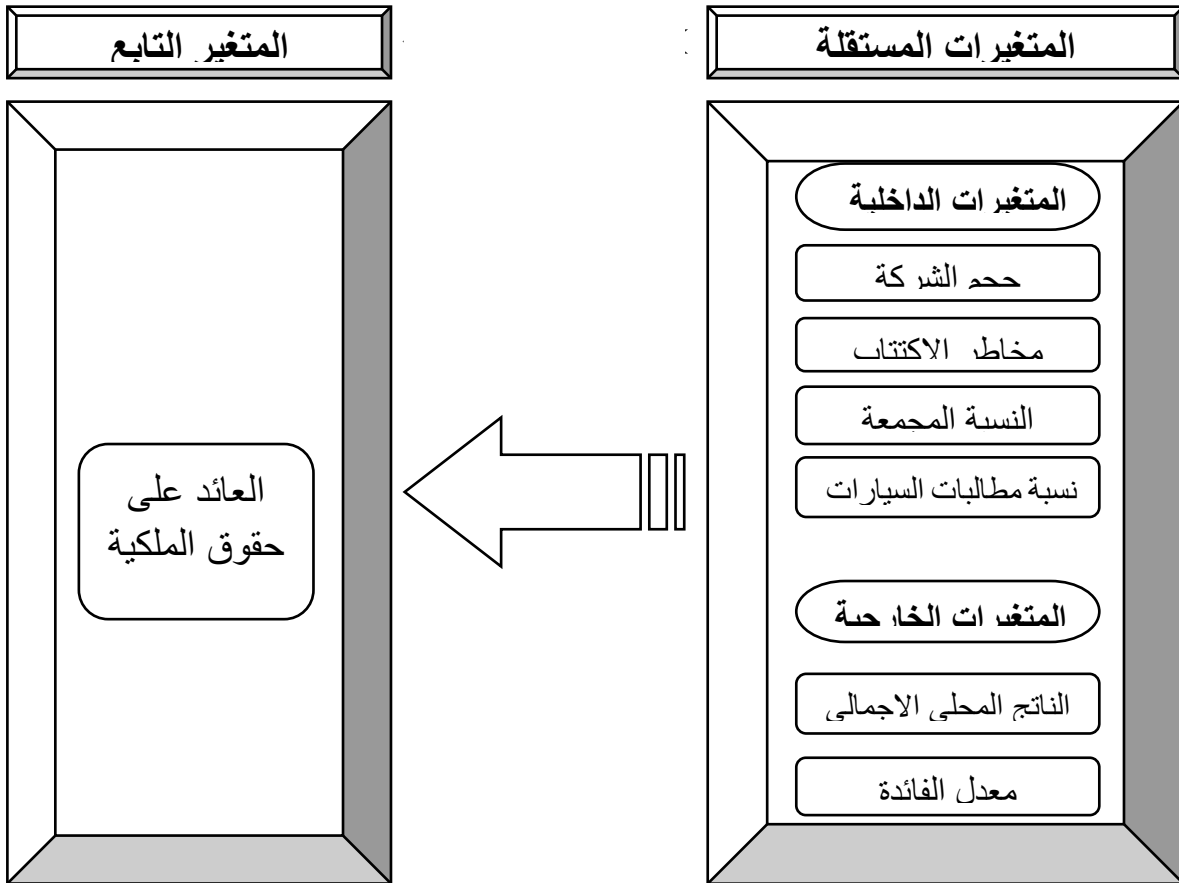 المتغيرات المستقلة
المتغير التابع
المتغيرات الداخلية
حجم الشركة
مخاطر الاكتتاب
النسبة المجمعة
نسبة مطالبات السيارات
المتغيرات الخارجية
الناتج المحلي الاجمالي
معدل الفائدة
العائد على
حقوق الملكية